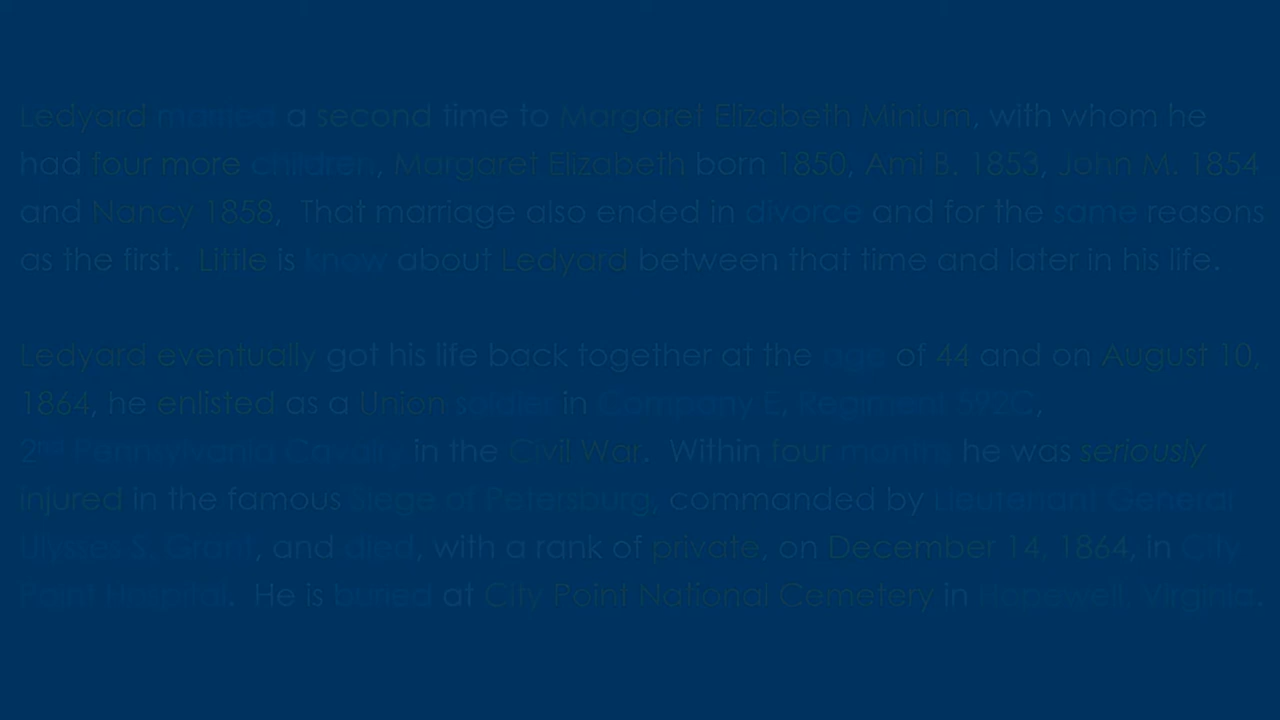 Ledyard married a second time to Margaret Elizabeth Minium, with whom he
had four more children, Margaret Elizabeth born 1850, Ami B. 1853, John M. 1854
and Nancy 1858,  That marriage also ended in divorce and for the same reasons
as the first.  Little is know about Ledyard between that time and later in his life.
Ledyard eventually got his life back together at the age of 44 and on August 10,
1864, he enlisted as a Union soldier in Company E, Regiment 592C,
2nd Pennsylvania Cavalry in the Civil War.  Within four months he was seriously
injured in the famous Siege of Petersburg, commanded by Lieutenant General
Ulysses S. Grant, and died, with a rank of private, on December 14, 1864, in City
Point Hospital.  He is buried at City Point National Cemetery in Hopewell, Virginia.